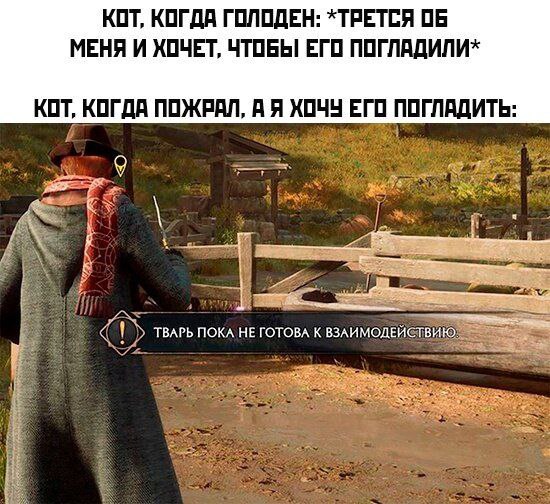 КОТ, КОГДА ГОЛОДЕН: *ТРЕТСЯ ОБ
МЕНЯ И ХОЧЕТ, ЧТОБЫ ЕГО ПОГЛАДИЛИ*
КОТ, КОГДА ПОЖРАЛ, А Я ХОЧУ ЕГО ПОГЛАДИТЬ:
ТВАРЬ ПОКА НЕ ГОТОВА К ВЗАИМОДЕЙСТВИЮ.